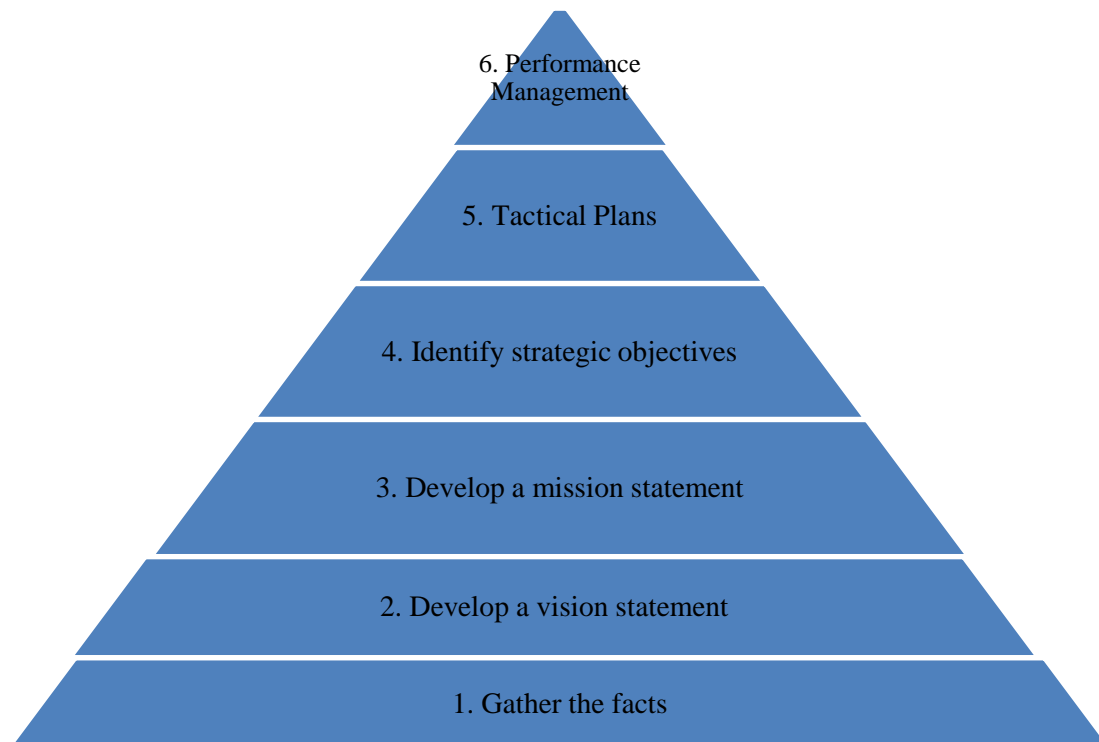 6. Performance
Management
5. Tactical Plans
4. Identify strategic objectives
3. Develop a mission statement
2. Develop a vision statement
1. Gather the facts